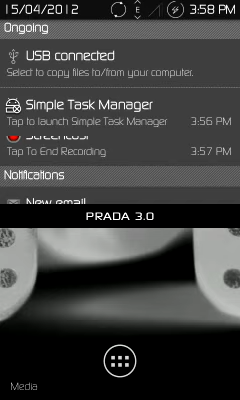 15/04/2012 E 3:58 PM
Ongoing
USB connected
Select to copy files to/from your computer.
Simple Task Manager
Tap to launch Simple Task Manager 3:56 PM
Screencast
Tap To End Recording 3:57 PM
Notifications
New email
PRADA 3.0
Media